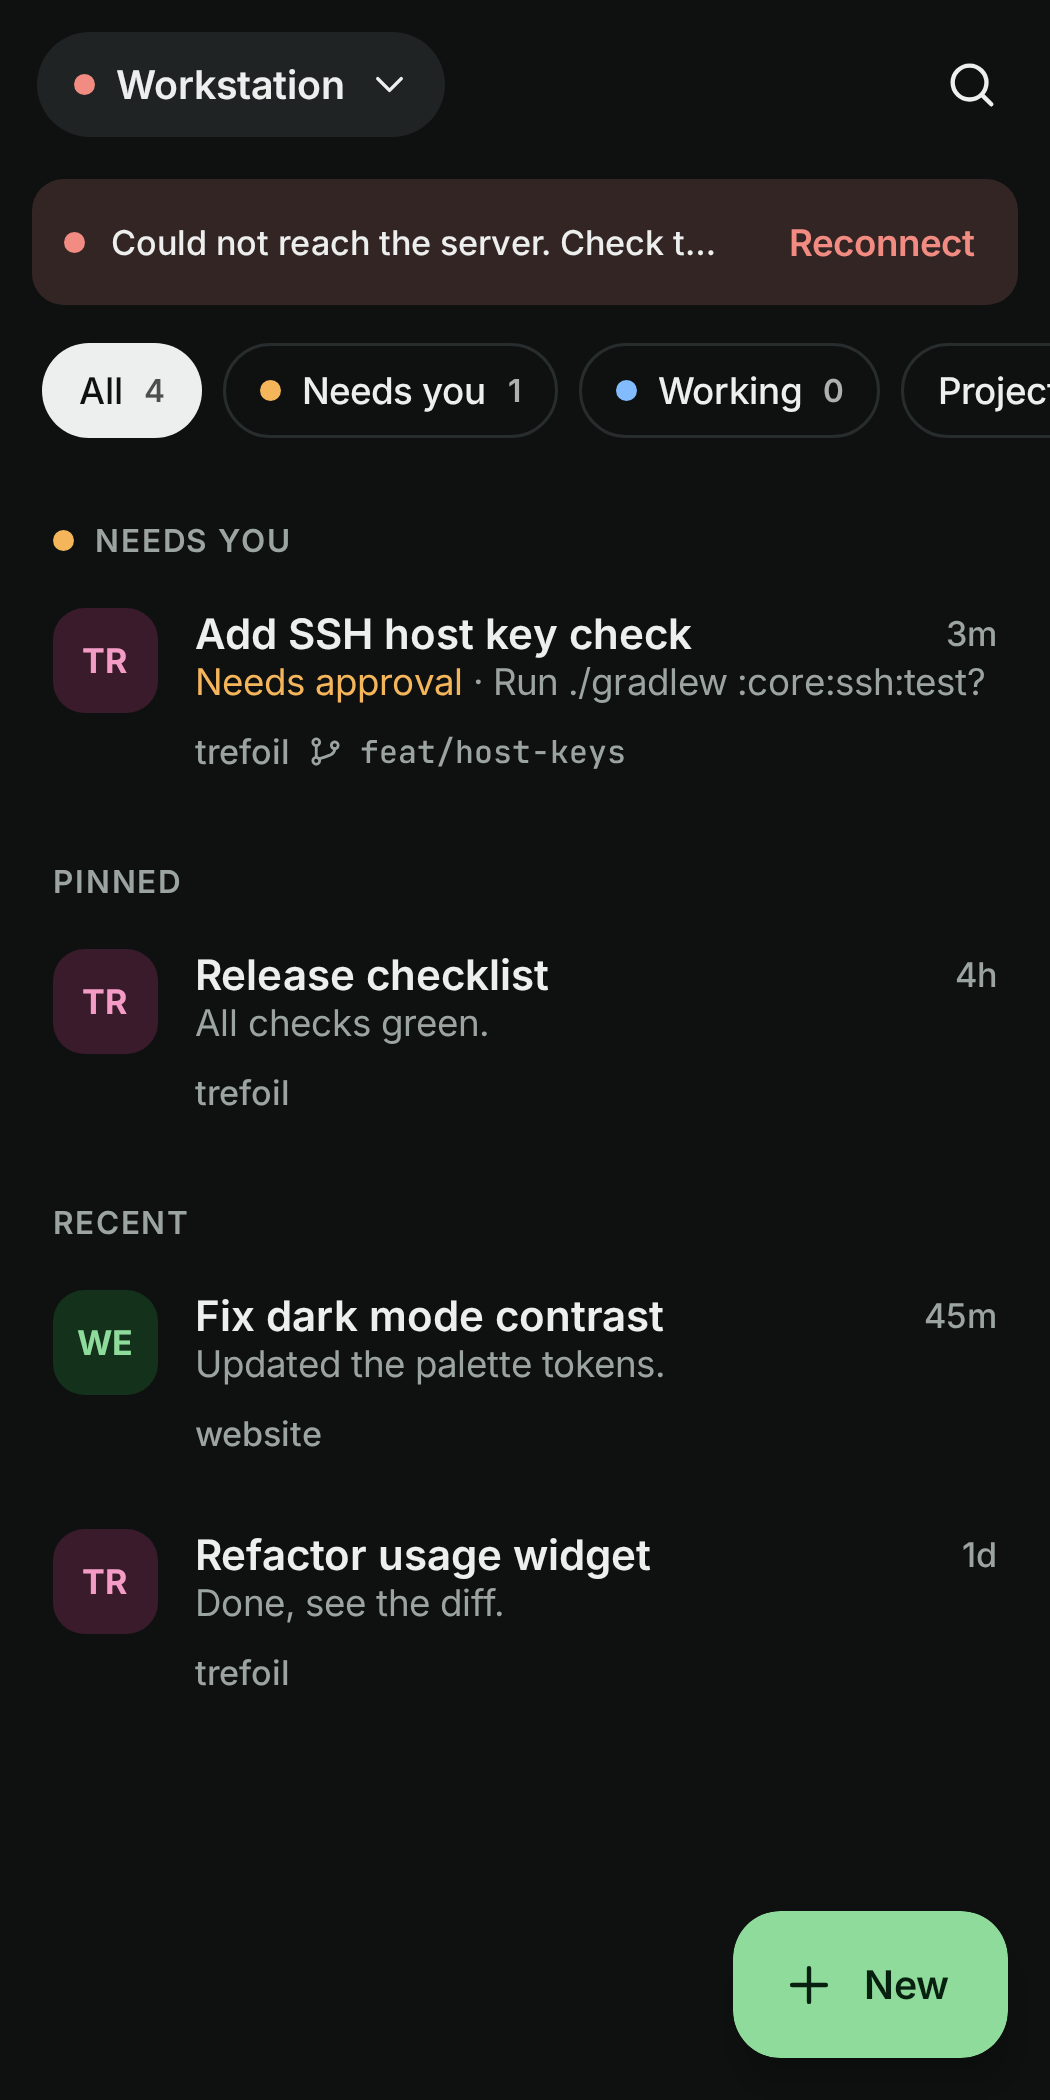 Workstation
Could not reach the server. Check t... Reconnect
All 4 Needs you 1 Working 0 Project
NEEDS YOU
TR Add SSH host key check 3m
Needs approval · Run ./gradlew :core:ssh:test?
trefoil feat/host-keys
PINNED
TR Release checklist 4h
All checks green.
trefoil
RECENT
WE Fix dark mode contrast 45m
Updated the palette tokens.
website
TR Refactor usage widget 1d
Done, see the diff.
trefoil
New